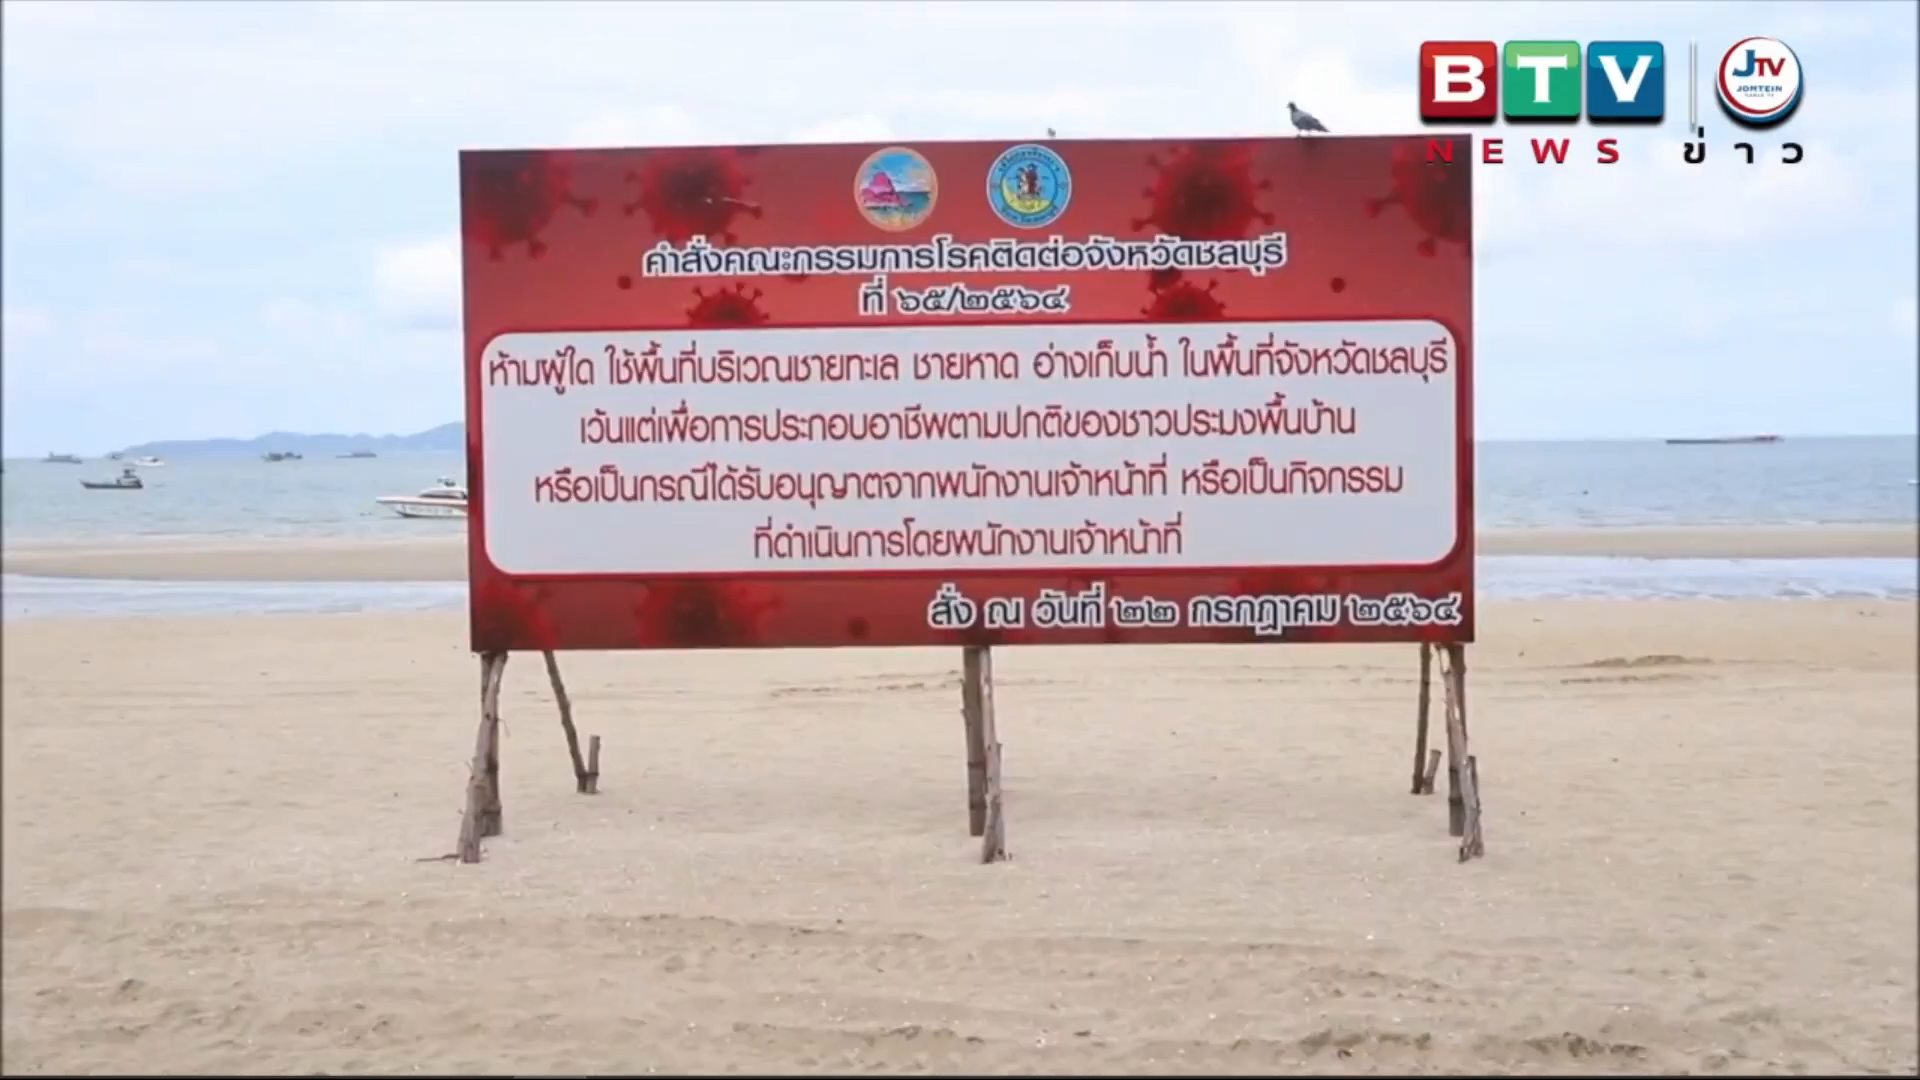 BTV
NEWS ข่าว
JTV
JOMTEIN
คำสั่งคณะกรรมการโรคติดต่อจังหวัดชลบุรี
ที่ ๖๕/๒๕๖๔
ห้ามผู้ใด ใช้พื้นที่บริเวณชายทะเล ชายหาด อ่างเก็บน้ำ ในพื้นที่จังหวัดชลบุรี
เว้นแต่เพื่อการประกอบอาชีพตามปกติของชาวประมงพื้นบ้าน
หรือเป็นกรณีได้รับอนุญาตจากพนักงานเจ้าหน้าที่ หรือเป็นกิจกรรม
ที่ดำเนินการโดยพนักงานเจ้าหน้าที่
สั่ง ณ วันที่ ๒๒ กรกฎาคม ๒๕๖๔